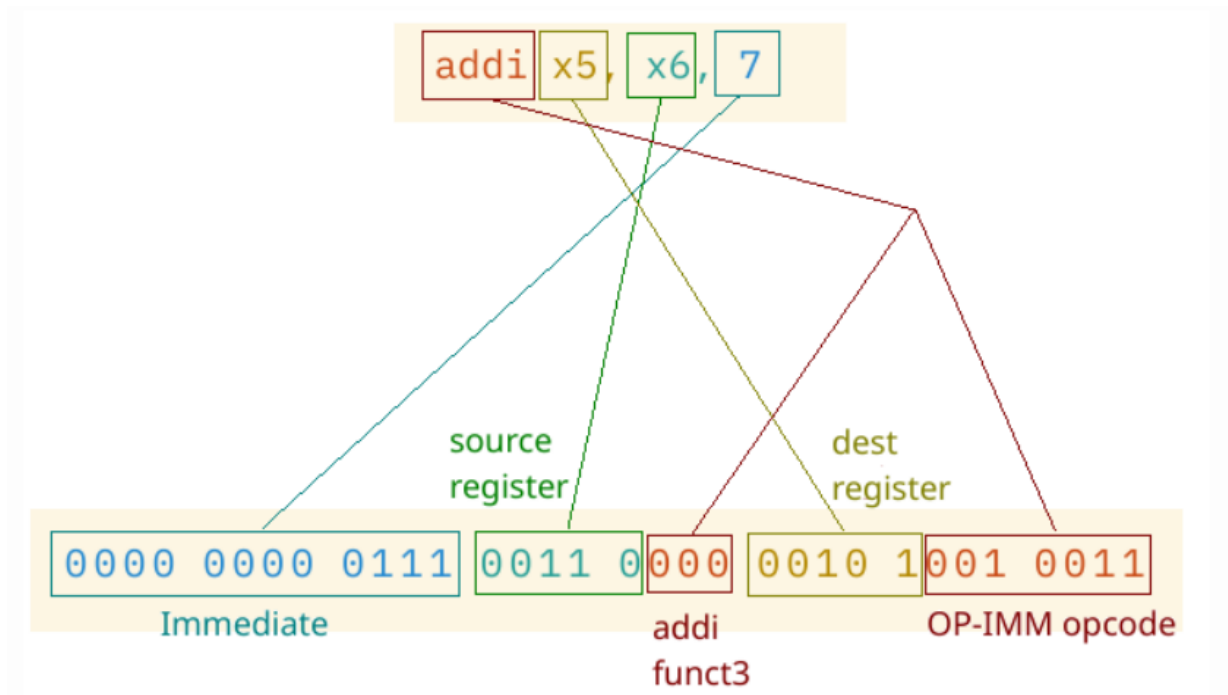 addi x5, x6, 7
source
register
dest
register
0000 0000 0111 0011 0000 0010 1001 0011
Immediate
addi
funct3
OP-IMM opcode